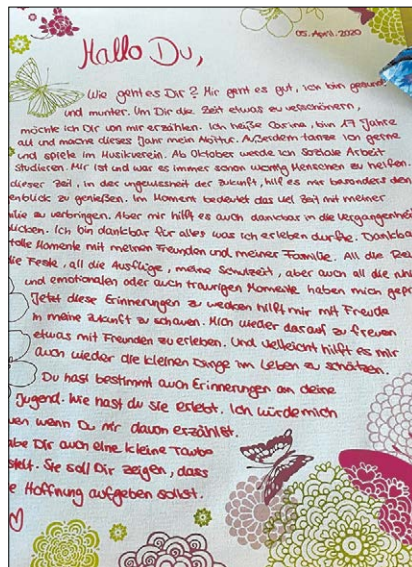 05. April. 2020
Hallo Du,
Wie geht es Dir? Mir geht es gut, ich bin gesund
und munter. Um Dir die Zeit etwas zu verschönern,
möchte ich Dir von mir erzählen. Ich heiße Carina, bin 17 Jahre
alt und mache dieses Jahr mein Abitur. Außerdem tanze ich gerne
und spiele im Musikverein. Ab Oktober werde ich Soziale Arbeit
studieren. Mir ist und war es immer schon wichtig Menschen zu helfen.
dieser Zeit, in der ungewissheit der Zukunft, hilf es mir besonders den
enblick zu genießen. Im Moment bedeutet das viel Zeit mit meiner
ilie zu verbringen. Aber mir hilft es auch dankbar in die Vergangenheit
licken. Ich bin dankbar für alles was ich erleben durfte. Dankbar
tolle Momente mit meinen Freunden und meiner Familie. All die Rei
ie Feste, all die Ausflüge, meine Schulzeit, aber auch all die ruhi
und emotionalen oder auch traurigen Momente haben mich gepr
Jetzt diese Erinnerungen zu wecken hilft mir mit Freude
in meine Zukunft zu schauen. Mich wieder darauf zu freuen
etwas mit Freunden zu erleben. Und vielleicht hilft es mir
auch wieder die kleinen Dinge im Leben zu schätzen.
Du hast bestimmt auch Erinnerungen an deine
Jugend. Wie hast du sie erlebt. Ich würde mich
uen wenn Du mir davon erzählst.
abe Dir auch eine kleine Taube
stelt. Sie soll Dir zeigen, dass
e Hoffnung aufgeben sollst.